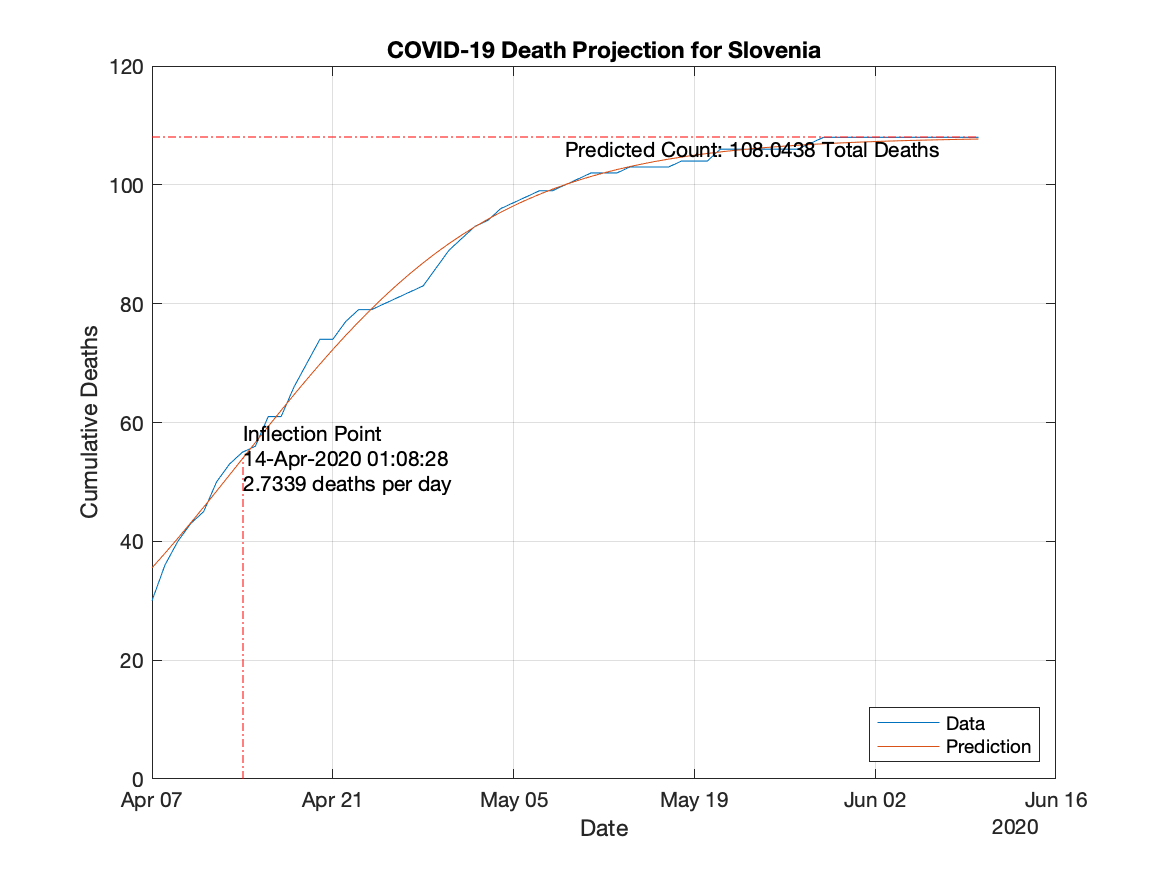 COVID-19 Death Projection for Slovenia
120
Predicted Count: 108.0438 Total Deaths
100
80
60
Inflection Point
14-Apr-2020 01:08:28
2.7339 deaths per day
40
20
0
Cumulative Deaths
Data
Prediction
Apr 07 Apr 21 May 05 May 19 Jun 02 Jun 16
Date
2020